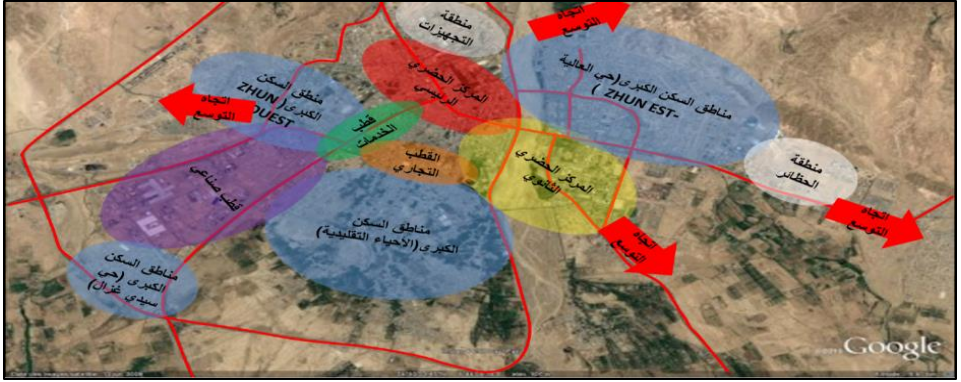 منطقة
التجهيزات
اتجاه
التوسع
المركز الحضري
الرئيسي
مناطق السكن الكبرى(حي العالية
ZHUN EST- )
منطق السكن
الكبرى( ZHUN
OUEST
اتجاه
التوسع
قطب
الخدمات
القطب
التجاري
المركز الحضري
الثانوي
منطقة
الحظائر
قطب صناعي
مناطق السكن
الكبرى(الأحياء التقليدية)
اتجاه
التوسع
اتجاه
التوسع
مناطق السكن
الكبرى (حي
سيدي غزال)
Google